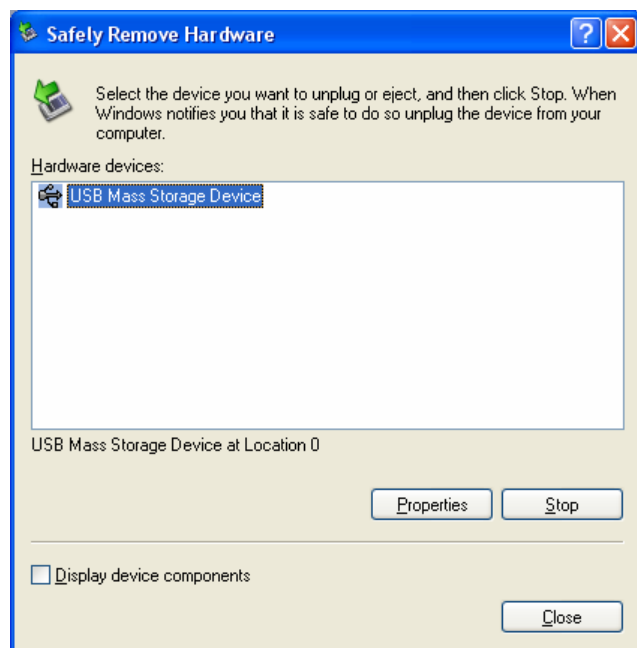 Safely Remove Hardware
Select the device you want to unplug or eject, and then click Stop. When
Windows notifies you that it is safe to do so unplug the device from your
computer.
Hardware devices:
USB Mass Storage Device
USB Mass Storage Device at Location 0
Properties Stop
Display device components
Close